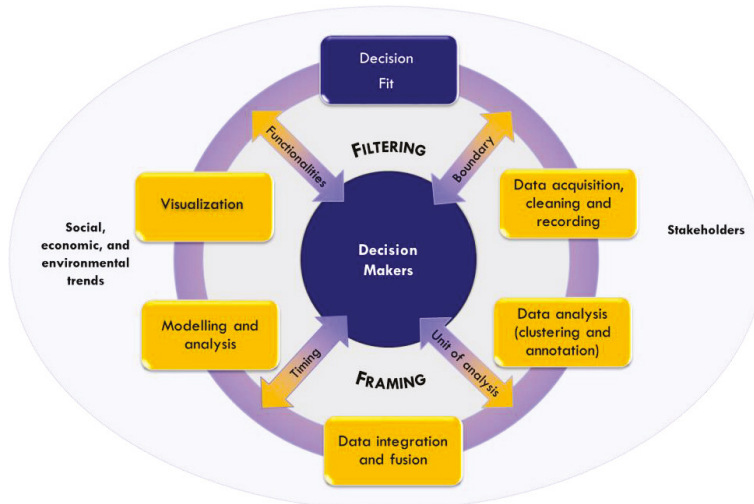 Decision
Fit
Functionalities
FILTERING
Boundary
Visualization
Data acquisition,
cleaning and
recording
Social,
economic, and
environmental
trends
Decision
Makers
Stakeholders
Modelling and
analysis
Data analysis
(clustering and
annotation)
Timing
FRAMING
Unit of analysis
Data integration
and fusion